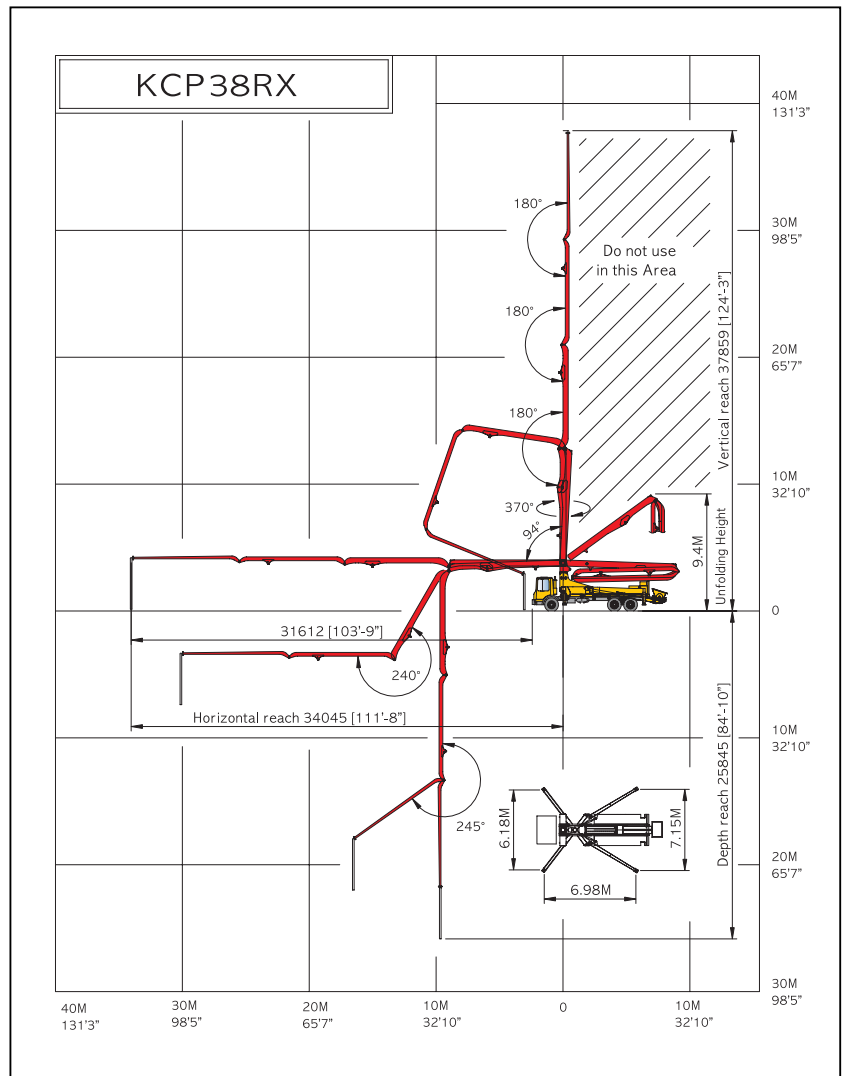 KCP38RX
40M
131'3"
180°
30M
98'5"
Do not use
in this Area
Vertical reach 37859 [124'-3"]
180°
20M
65'7"
180°
10M
32'10"
370°
94°
9.4M
Unfolding Height
0
31612 [103'-9"]
240°
Horizontal reach 34045 [111'-8"]
Depth reach 25845 [84'-10"]
10M
32'10"
245°
6.18M
7.15M
6.98M
20M
65'7"
30M
98'5"
40M
131'3"
30M
98'5"
20M
65'7"
10M
32'10"
0
10M
32'10"